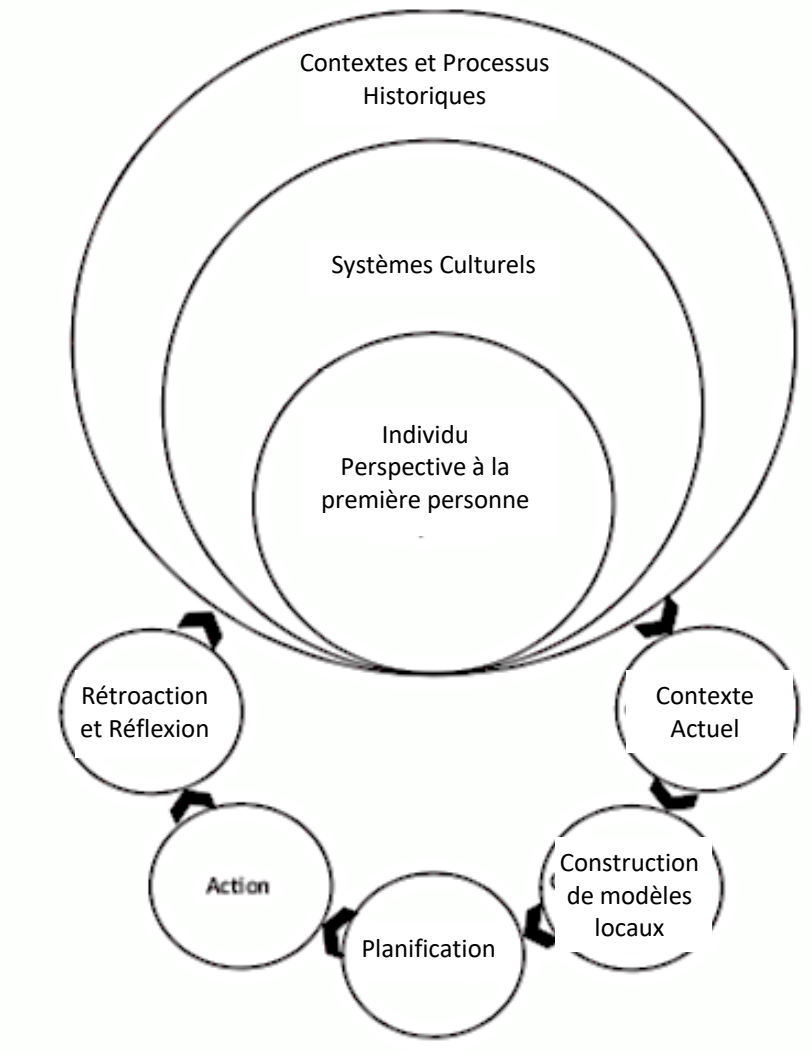 Contextes et Processus
Historiques
Systèmes Culturels
Individu
Perspective à la
première personne
Rétroaction
et Réflexion
Contexte
Actuel
Action
Construction
de modèles
locaux
Planification